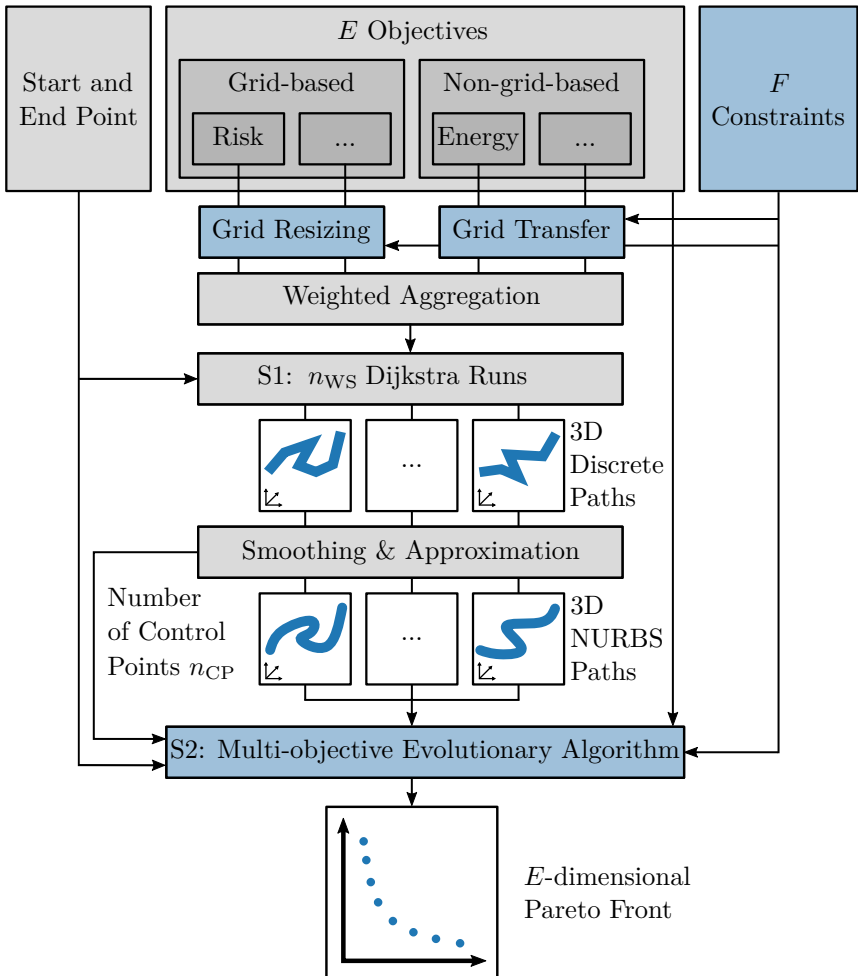 Start and
End Point
E Objectives
Grid-based
Risk
...
Non-grid-based
Energy
...
F
Constraints
Grid Resizing
Grid Transfer
Weighted Aggregation
S1: n_WS Dijkstra Runs
...
3D
Discrete
Paths
Smoothing & Approximation
Number
of Control
Points n_CP
...
3D
NURBS
Paths
S2: Multi-objective Evolutionary Algorithm
E-dimensional
Pareto Front